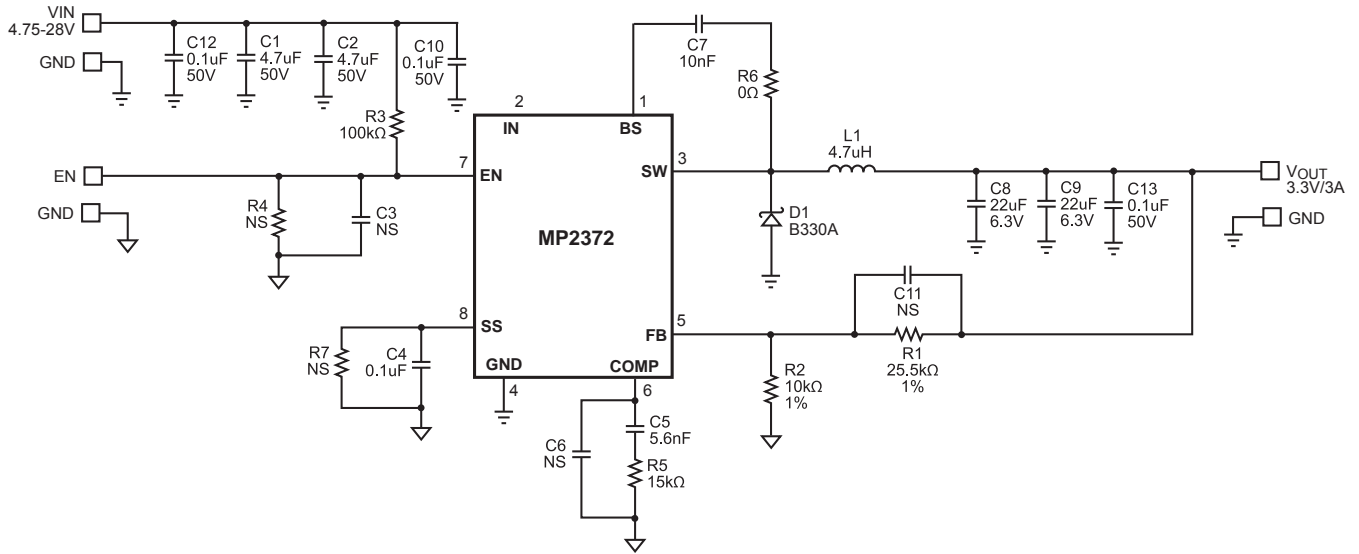 VIN
4.75-28V
GND
C12
0.1uF
50V
C1
4.7uF
50V
C2
4.7uF
50V
C10
0.1uF
50V
R3
100kΩ
EN
GND
R4
NS
C3
NS
2
IN
1
BS
7
EN
3
SW
MP2372
8
SS
5
FB
GND
4
COMP
6
C7
10nF
R6
0Ω
L1
4.7uH
D1
B330A
C8
22uF
6.3V
C9
22uF
6.3V
C13
0.1uF
50V
VOUT
3.3V/3A
GND
C11
NS
R1
25.5kΩ
1%
R2
10kΩ
1%
R7
NS
C4
0.1uF
C6
NS
C5
5.6nF
R5
15kΩ